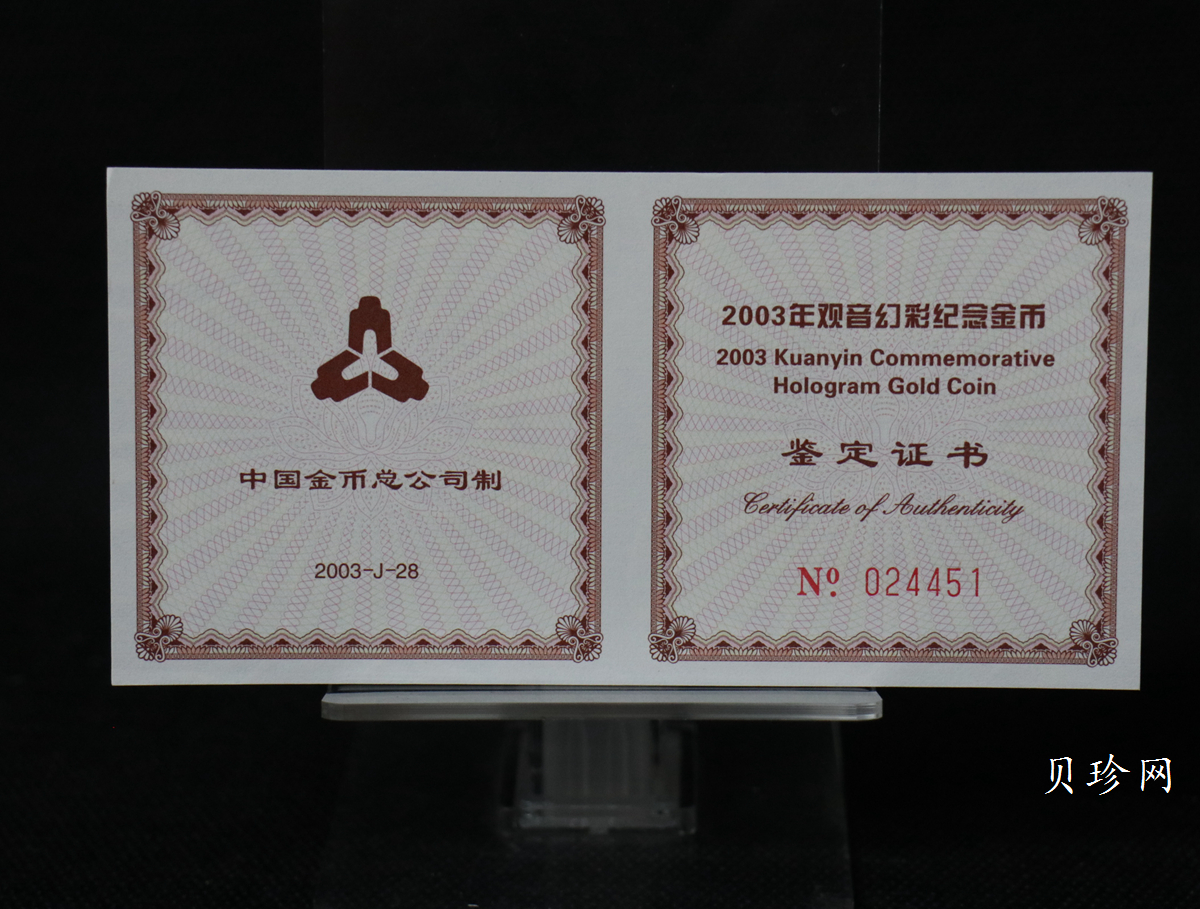 中国金币总公司制
2003-J-28
2003年观音幻彩纪念金币
2003 Kuanyin Commemorative
Hologram Gold Coin
鉴定证书
Certificate of Authenticity
Nº 024451
贝珍网